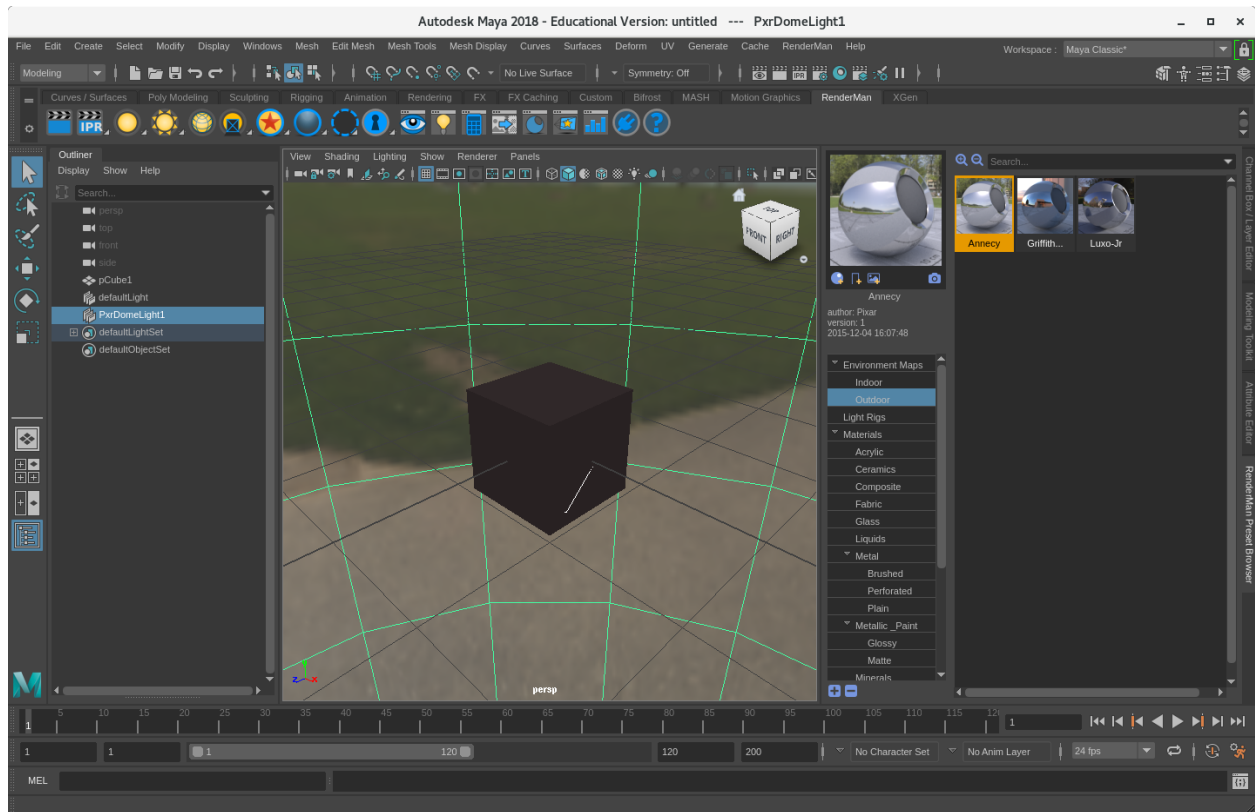 Autodesk Maya 2018 - Educational Version: untitled --- PxrDomeLight1
File Edit Create Select Modify Display Windows Mesh Edit Mesh Mesh Tools Mesh Display Curves Surfaces Deform UV Generate Cache RenderMan Help
Workspace : Maya Classic*
Modeling
No Live Surface
Symmetry: Off
IPR
Curves / Surfaces Poly Modeling Sculpting Rigging Animation Rendering FX FX Caching Custom Bifrost MASH Motion Graphics RenderMan XGen
IPR
Outliner
Display Show Help
Search...
persp
top
front
side
pCube1
defaultLight
PxrDomeLight1
defaultLightSet
defaultObjectSet
View Shading Lighting Show Renderer Panels
TOP
FRONT
RIGHT
persp
Annecy
author: Pixar
version: 1
2015-12-04 16:07:48
Environment Maps
Indoor
Outdoor
Light Rigs
Materials
Acrylic
Ceramics
Composite
Fabric
Glass
Liquids
Metal
Brushed
Perforated
Plain
Metallic _Paint
Glossy
Matte
Minerals
Search...
Annecy
Griffith...
Luxo-Jr
Channel Box / Layer Editor
Modeling Toolkit
Attribute Editor
RenderMan Preset Browser
1 5 10 15 20 25 30 35 40 45 50 55 60 65 70 75 80 85 90 95 100 105 110 115 12
1
1
1
1
120
120
200
No Character Set
No Anim Layer
24 fps
MEL